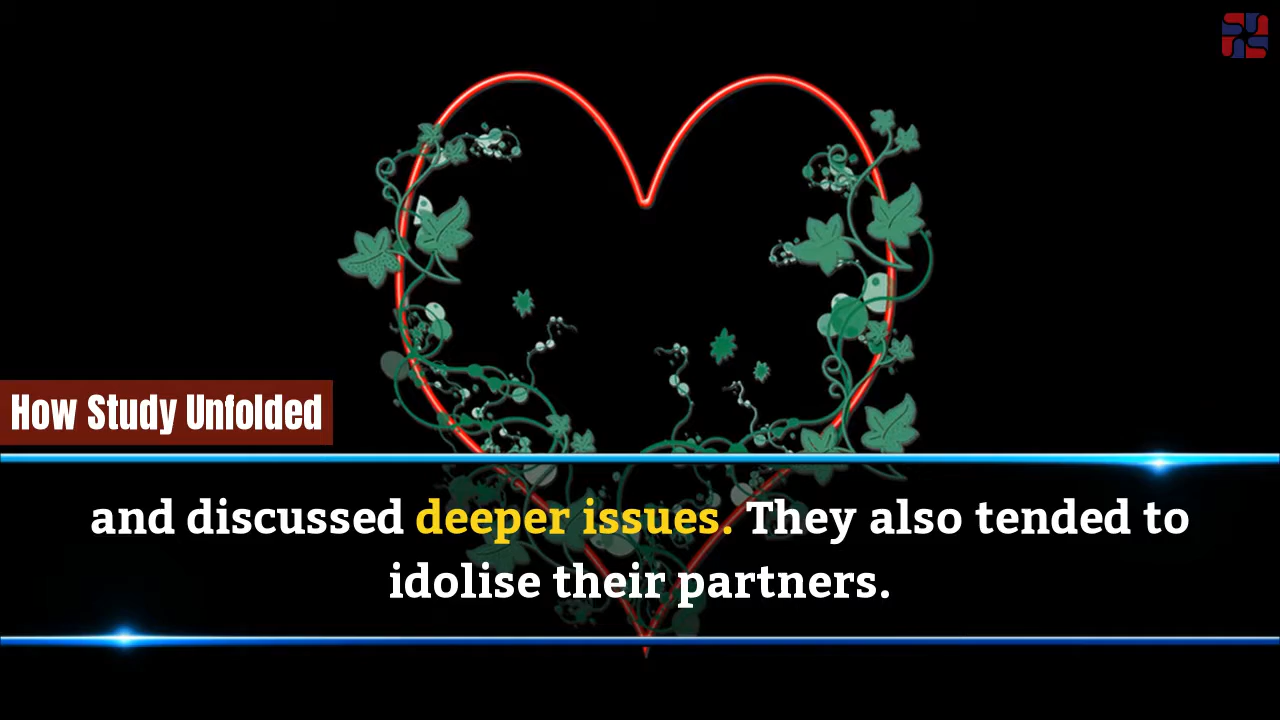 How Study Unfolded
and discussed deeper issues. They also tended to
idolise their partners.